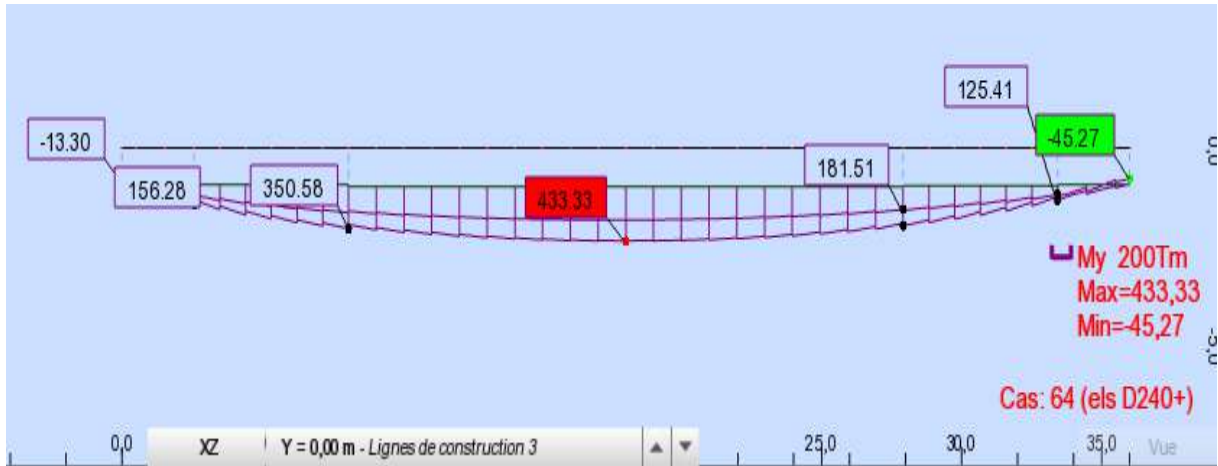 125.41
-13.30
-45.27
0,0
156.28
350.58
433.33
181.51
My 200Tm
Max=433,33
Min=-45,27
-5,0
Cas: 64 (els D240+)
0,0
XZ
Y = 0,00 m - Lignes de construction 3
25,0
30,0
35,0
Vue